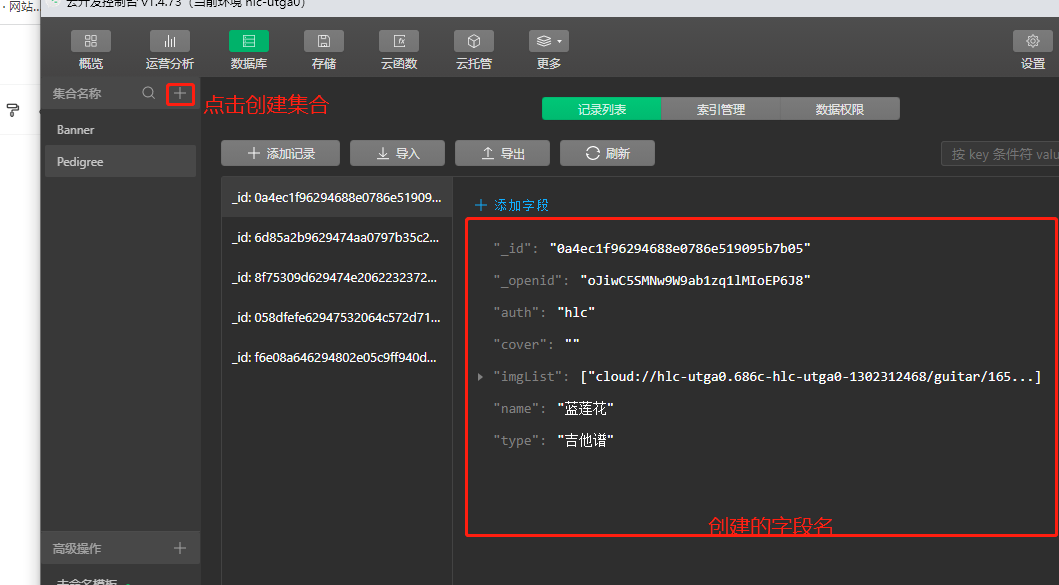 · 网站...
云开发控制台 v1.4.73（当前环境 hlc-utga0）
概览
运营分析
数据库
存储
云函数
云托管
更多
设置
集合名称
点击创建集合
Banner
Pedigree
高级操作
记录列表
索引管理
数据权限
添加记录
导入
导出
刷新
按 key 条件符 valu
_id: 0a4ec1f96294688e0786e51909...
_id: 6d85a2b9629474aa0797b35c2...
_id: 8f75309d629474e2062232372...
_id: 058dfefe62947532064c572d71...
_id: f6e08a646294802e05c9ff940d...
添加字段
"_id": "0a4ec1f96294688e0786e519095b7b05"
"_openid": "oJiwC5SMNw9W9ab1zq1lMIoEP6J8"
"auth": "hlc"
"cover": ""
"imgList": ["cloud://hlc-utga0.686c-hlc-utga0-1302312468/guitar/165...]
"name": "蓝莲花"
"type": "吉他谱"
创建的字段名